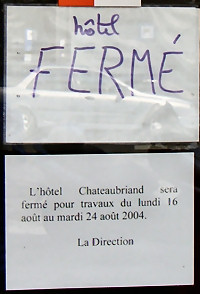 hôtel
FERMÉ
L'hôtel Chateaubriand sera
fermé pour travaux du lundi 16
août au mardi 24 août 2004.
La Direction